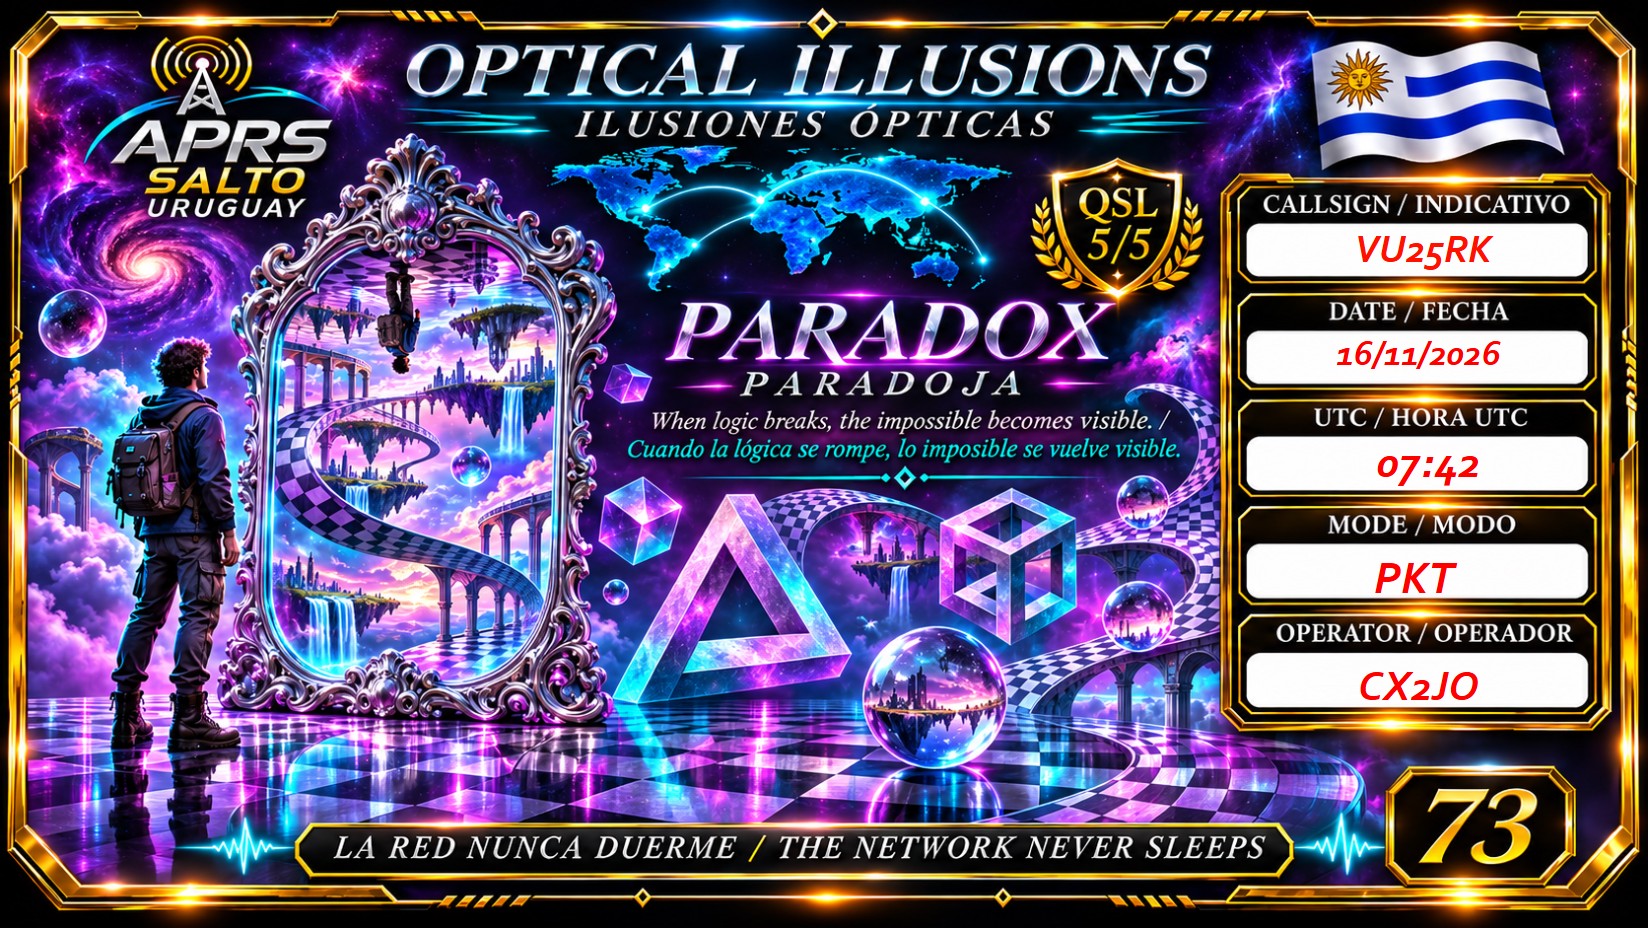 APRS
SALTO
URUGUAY
OPTICAL ILLUSIONS
ILUSIONES ÓPTICAS
QSL
5/5
PARADOX
PARADOJA
When logic breaks, the impossible becomes visible. /
Cuando la lógica se rompe, lo imposible se vuelve visible.
CALLSIGN / INDICATIVO
VU25RK
DATE / FECHA
16/11/2026
UTC / HORA UTC
07:42
MODE / MODO
PKT
OPERATOR / OPERADOR
CX2JO
LA RED NUNCA DUERME / THE NETWORK NEVER SLEEPS
73